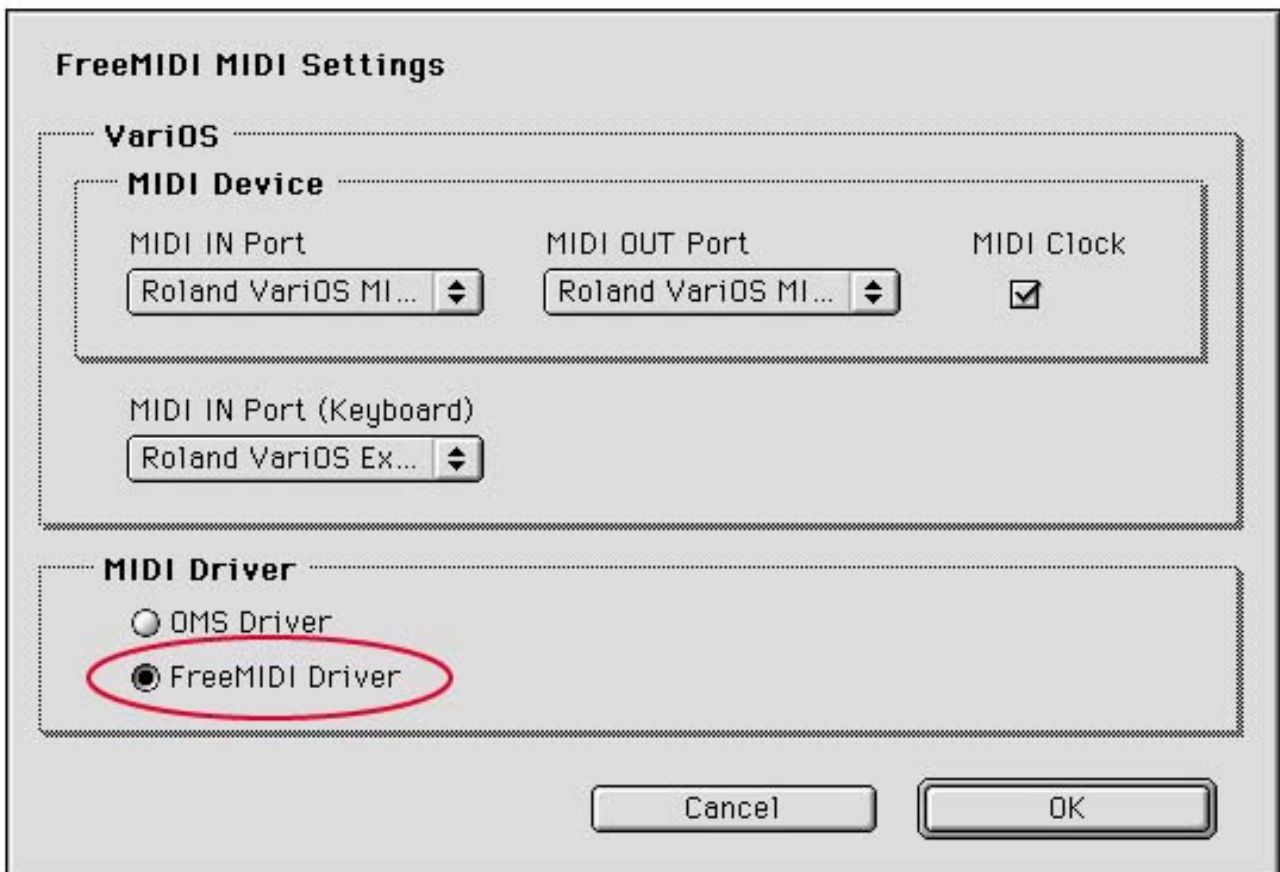 FreeMIDI MIDI Settings
VariOS
MIDI Device
MIDI IN Port MIDI OUT Port MIDI Clock
Roland VariOS MI... Roland VariOS MI...
MIDI IN Port (Keyboard)
Roland VariOS Ex...
MIDI Driver
OMS Driver
FreeMIDI Driver
Cancel OK